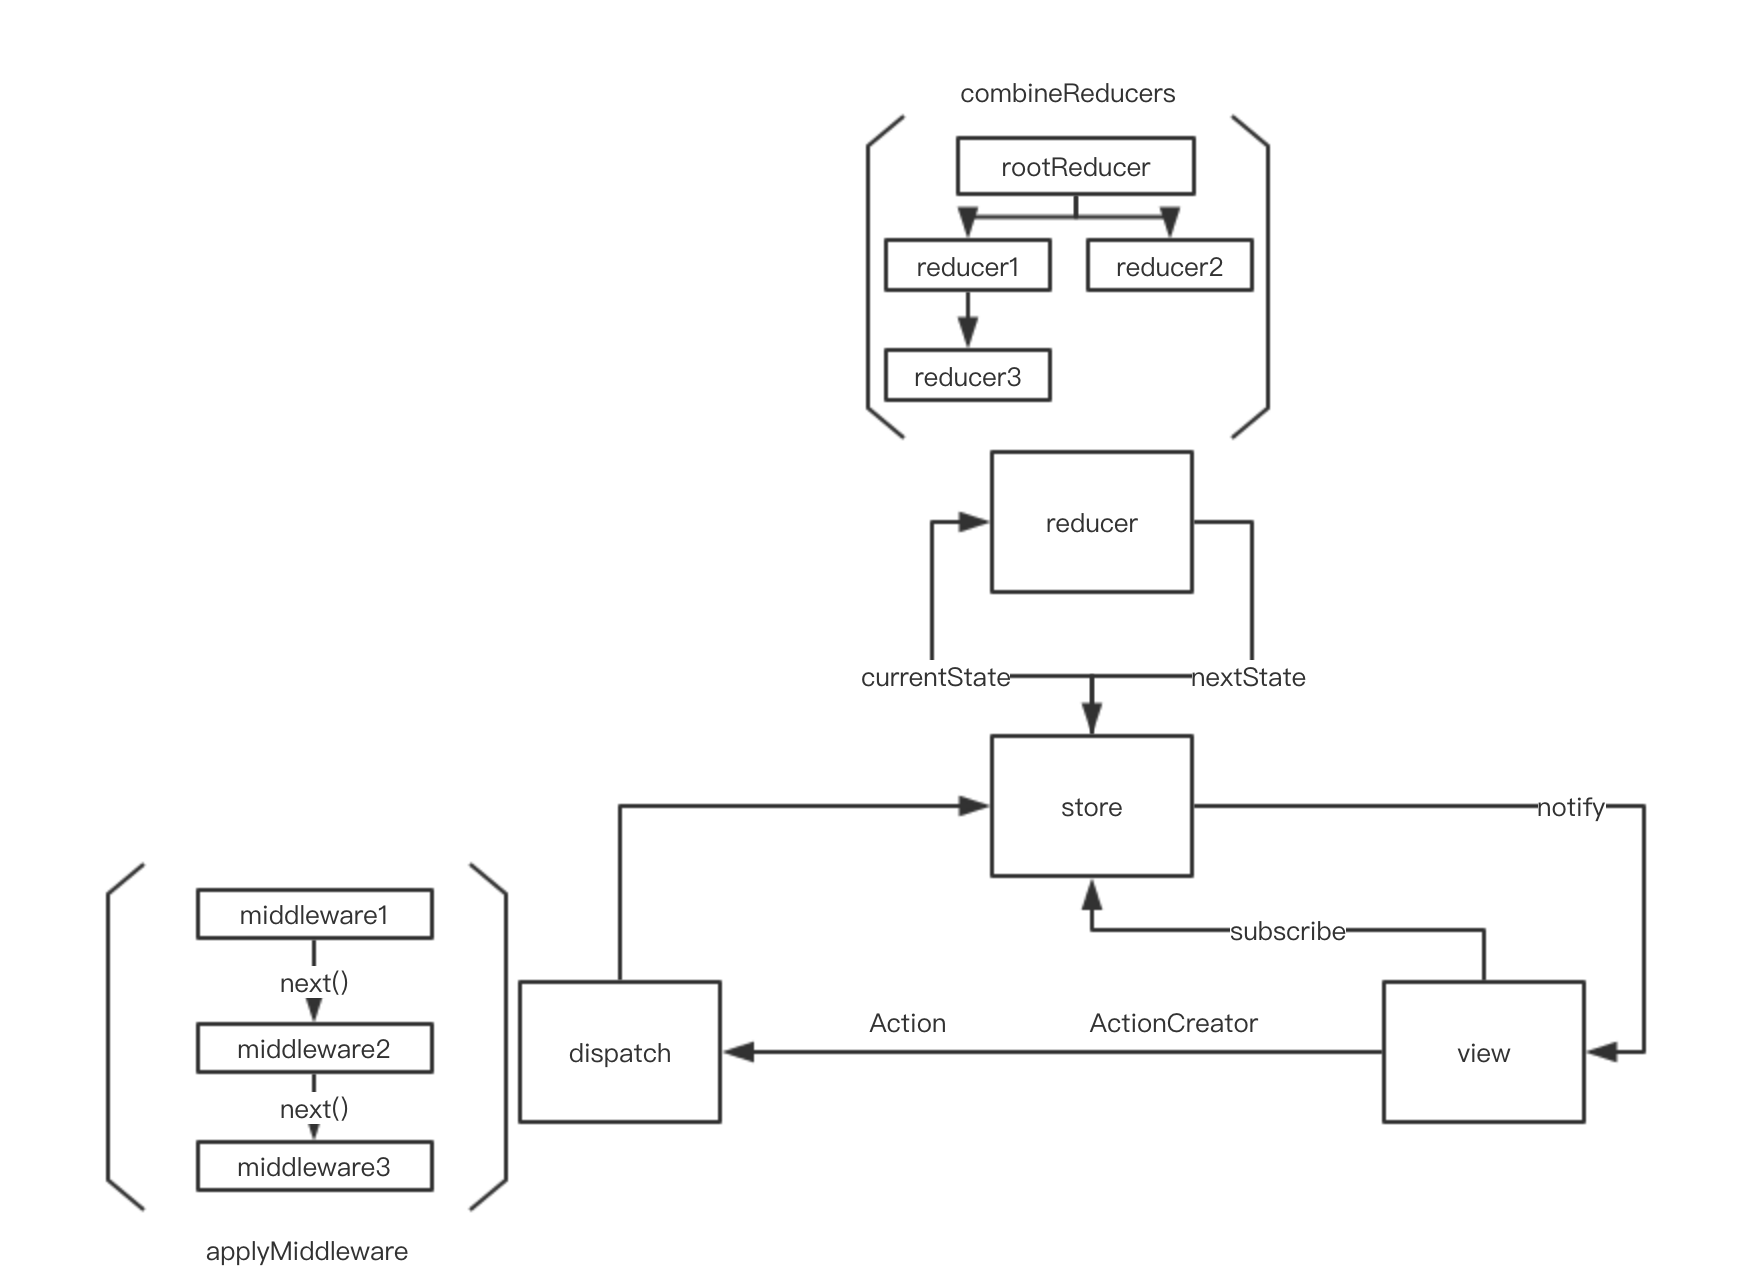 combineReducers
rootReducer
reducer1
reducer2
reducer3
reducer
currentState
nextState
store
notify
middleware1
subscribe
next()
Action
ActionCreator
middleware2
dispatch
view
next()
middleware3
applyMiddleware